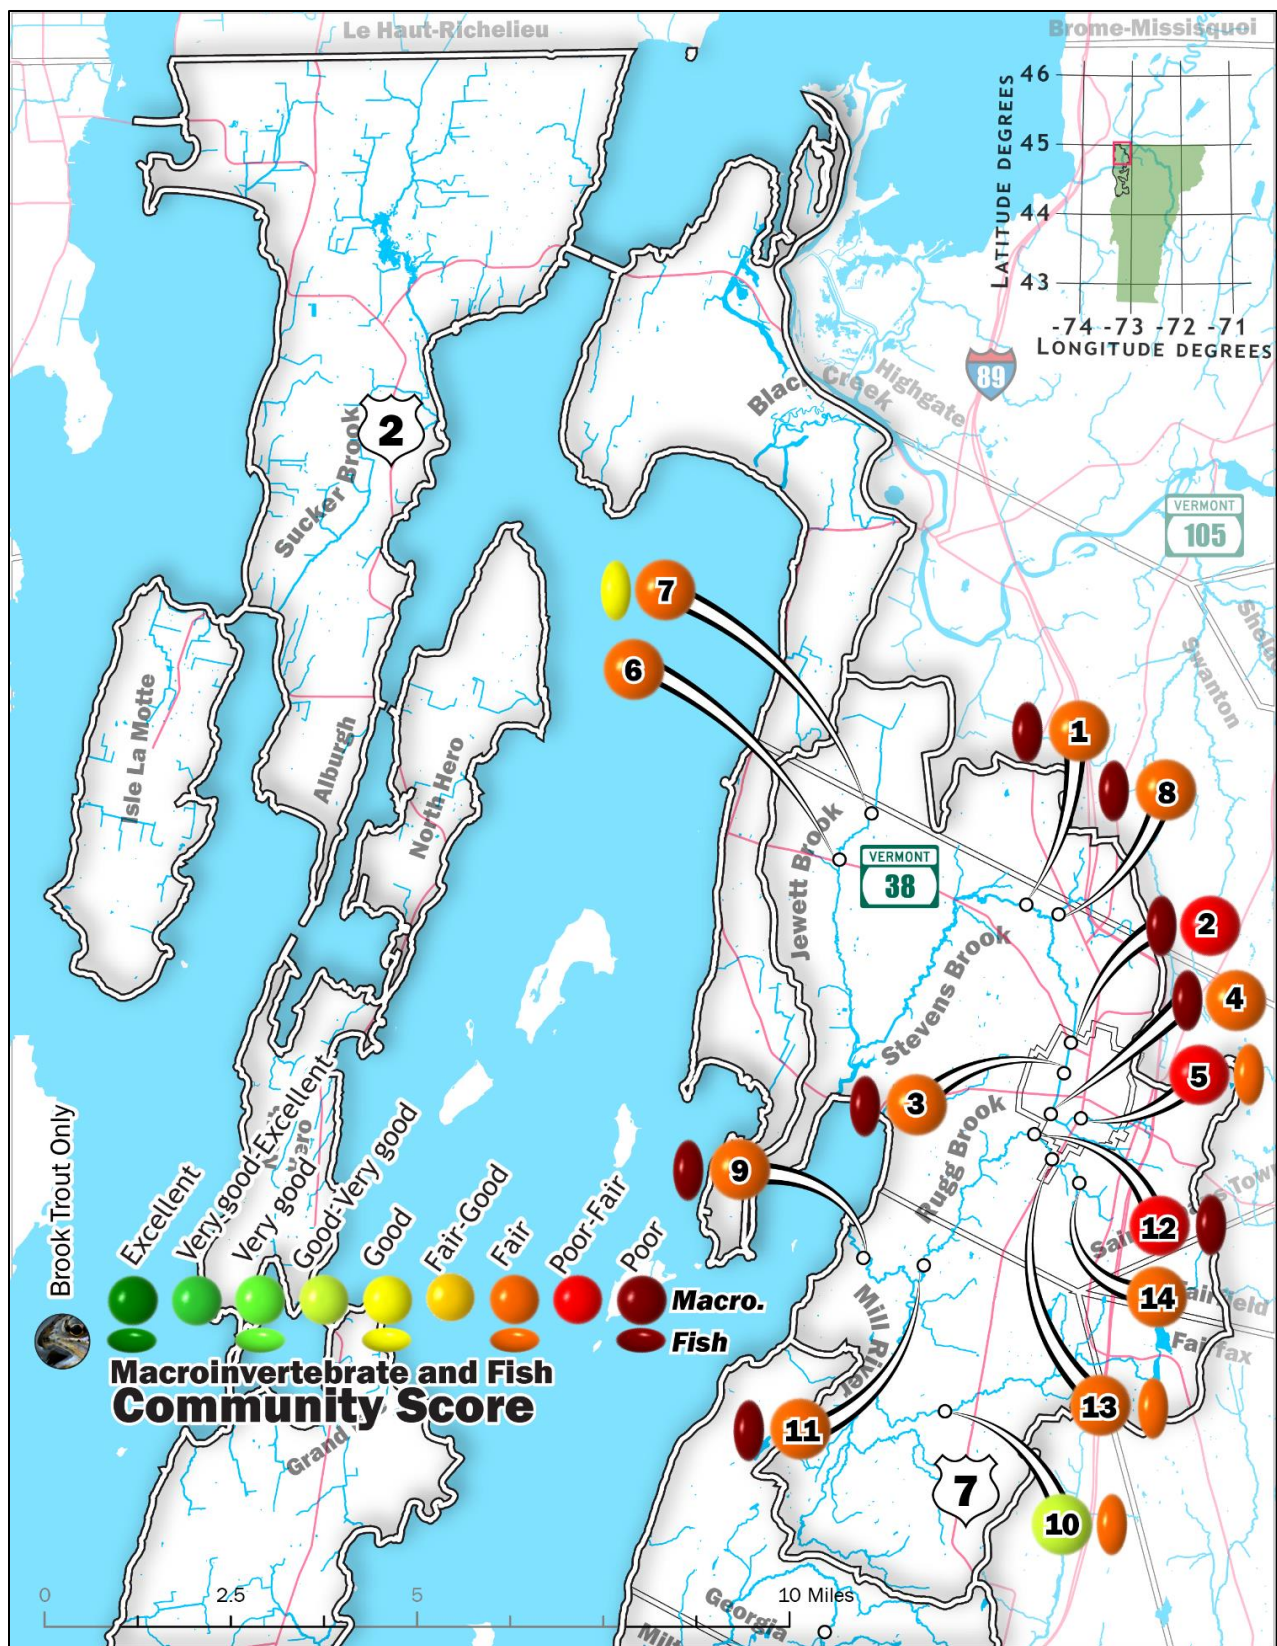 Le Haut-Richelieu
Brome-Missisquoi
LATITUDE DEGREES
46
45
44
43
-74 -73 -72 -71
LONGITUDE DEGREES
89
Highgate
Black Creek
2
Sucker Brook
VERMONT
105
Swanton
7
6
1
8
Isle La Motte
Alburgh
North Hero
Jewett Brook
VERMONT
38
2
4
Stevens Brook
5
3
Rugg Brook
9
12
14
Fairfield
Fairfax
Mill River
13
11
7
10
Brook Trout Only
Excellent
Very good-Excellent
Very good
Good-Very good
Good
Fair-Good
Fair
Poor-Fair
Poor
Macro.
Fish
Macroinvertebrate and Fish
Community Score
Grand
0 2.5 5 10 Miles
Georgia